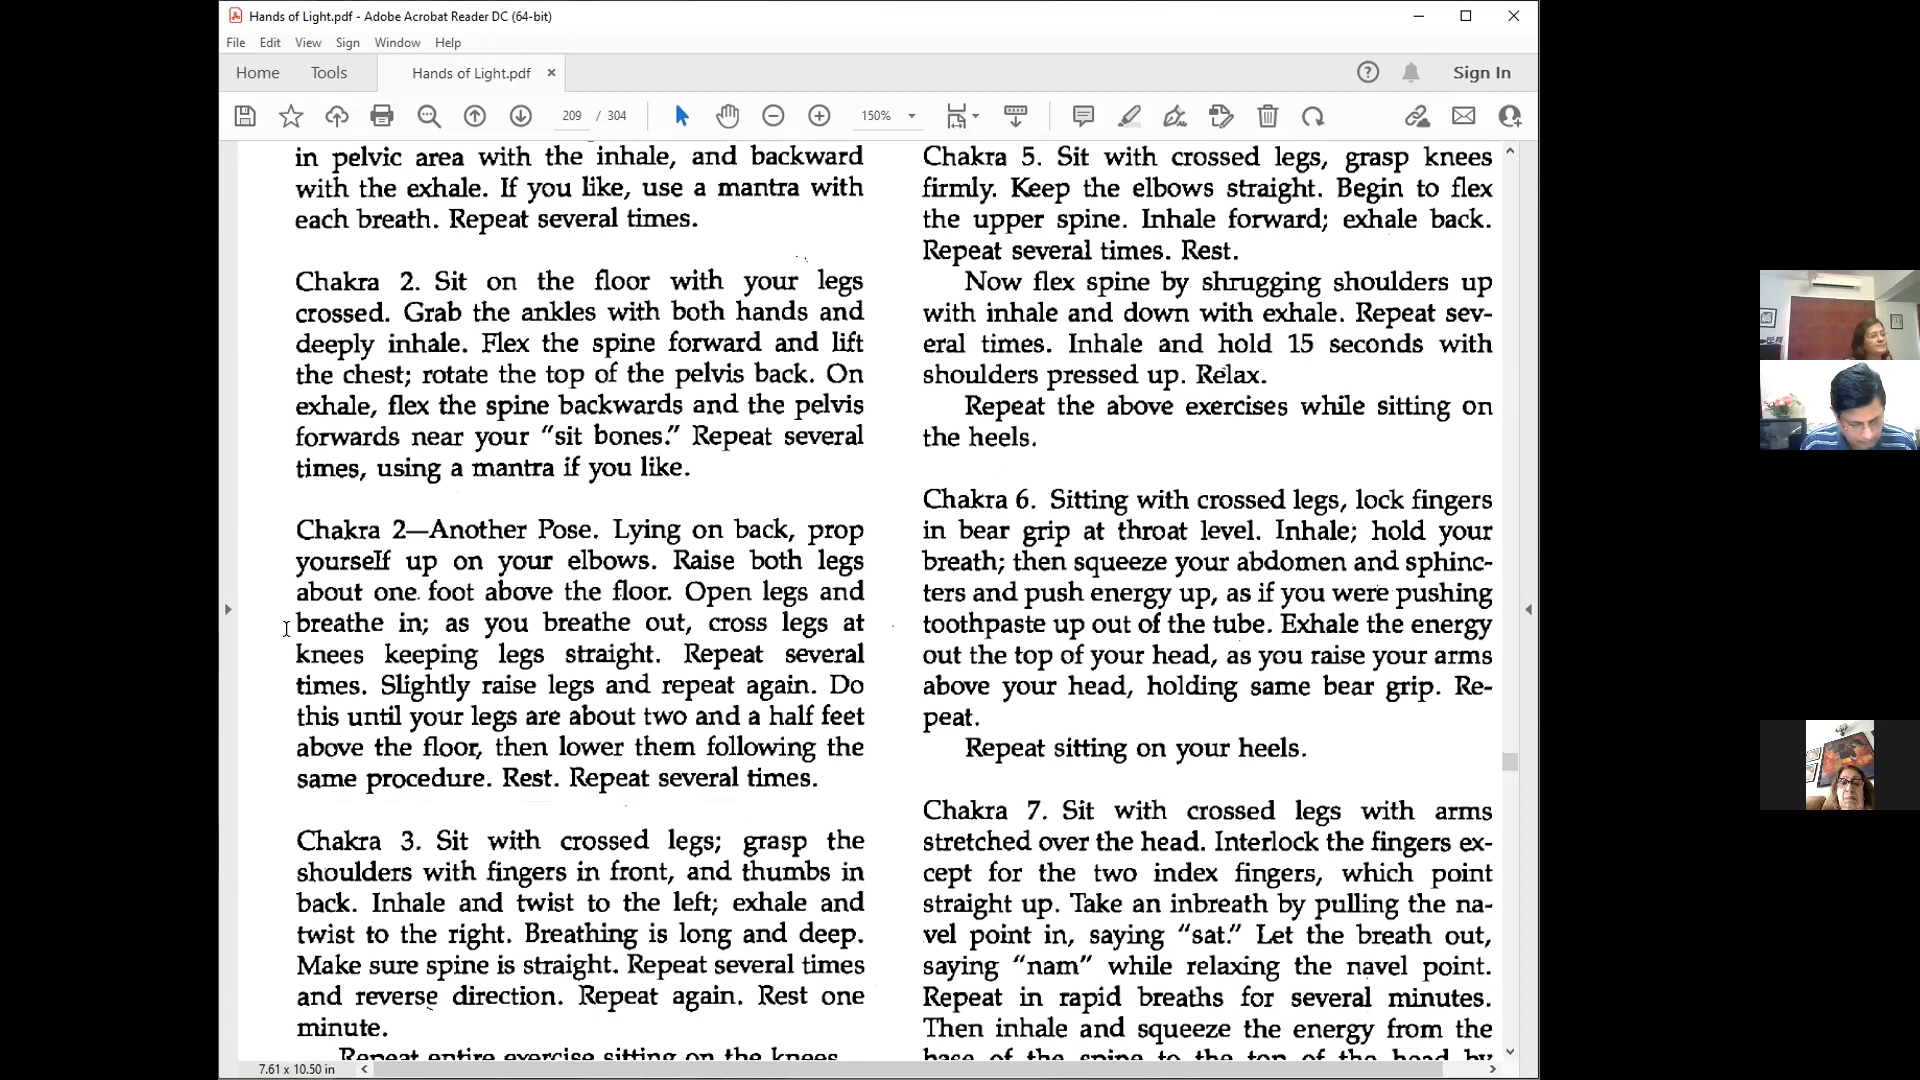 Hands of Light.pdf - Adobe Acrobat Reader DC (64-bit)
File Edit View Sign Window Help
Home Tools Hands of Light.pdf × Sign In
209 / 304 150%
in pelvic area with the inhale, and backward
with the exhale. If you like, use a mantra with
each breath. Repeat several times.
Chakra 2. Sit on the floor with your legs
crossed. Grab the ankles with both hands and
deeply inhale. Flex the spine forward and lift
the chest; rotate the top of the pelvis back. On
exhale, flex the spine backwards and the pelvis
forwards near your "sit bones." Repeat several
times, using a mantra if you like.
Chakra 2—Another Pose. Lying on back, prop
yourself up on your elbows. Raise both legs
about one foot above the floor. Open legs and
breathe in; as you breathe out, cross legs at
knees keeping legs straight. Repeat several
times. Slightly raise legs and repeat again. Do
this until your legs are about two and a half feet
above the floor, then lower them following the
same procedure. Rest. Repeat several times.
Chakra 3. Sit with crossed legs; grasp the
shoulders with fingers in front, and thumbs in
back. Inhale and twist to the left; exhale and
twist to the right. Breathing is long and deep.
Make sure spine is straight. Repeat several times
and reverse direction. Repeat again. Rest one
minute.
Repeat entire exercise sitting on the knees.
Chakra 5. Sit with crossed legs, grasp knees
firmly. Keep the elbows straight. Begin to flex
the upper spine. Inhale forward; exhale back.
Repeat several times. Rest.
Now flex spine by shrugging shoulders up
with inhale and down with exhale. Repeat sev-
eral times. Inhale and hold 15 seconds with
shoulders pressed up. Relax.
Repeat the above exercises while sitting on
the heels.
Chakra 6. Sitting with crossed legs, lock fingers
in bear grip at throat level. Inhale; hold your
breath; then squeeze your abdomen and sphinc-
ters and push energy up, as if you were pushing
toothpaste up out of the tube. Exhale the energy
out the top of your head, as you raise your arms
above your head, holding same bear grip. Re-
peat.
Repeat sitting on your heels.
Chakra 7. Sit with crossed legs with arms
stretched over the head. Interlock the fingers ex-
cept for the two index fingers, which point
straight up. Take an inbreath by pulling the na-
vel point in, saying "sat." Let the breath out,
saying "nam" while relaxing the navel point.
Repeat in rapid breaths for several minutes.
Then inhale and squeeze the energy from the
base of the spine to the top of the head by
7.61 x 10.50 in